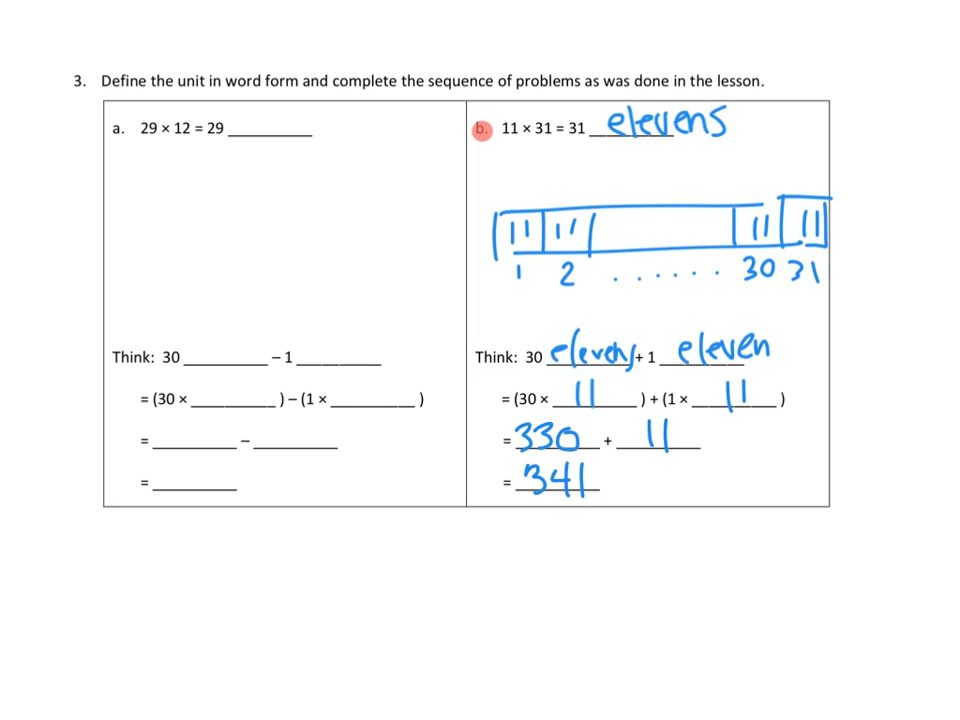 3. Define the unit in word form and complete the sequence of problems as was done in the lesson.
a. 29 × 12 = 29 __________
Think: 30 __________ – 1 __________
= (30 × __________ ) – (1 × __________ )
= __________ – __________
= __________
b. 11 × 31 = 31 elevens
11 11 11 11
1 2 . . . . . . 30 31
Think: 30 elevens + 1 eleven
= (30 × 11 ) + (1 × 11 )
= 330 + 11
= 341